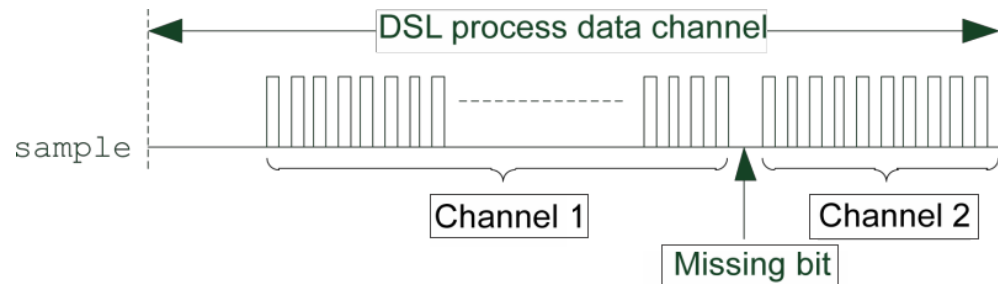 DSL process data channel
sample
Channel 1
Channel 2
Missing bit